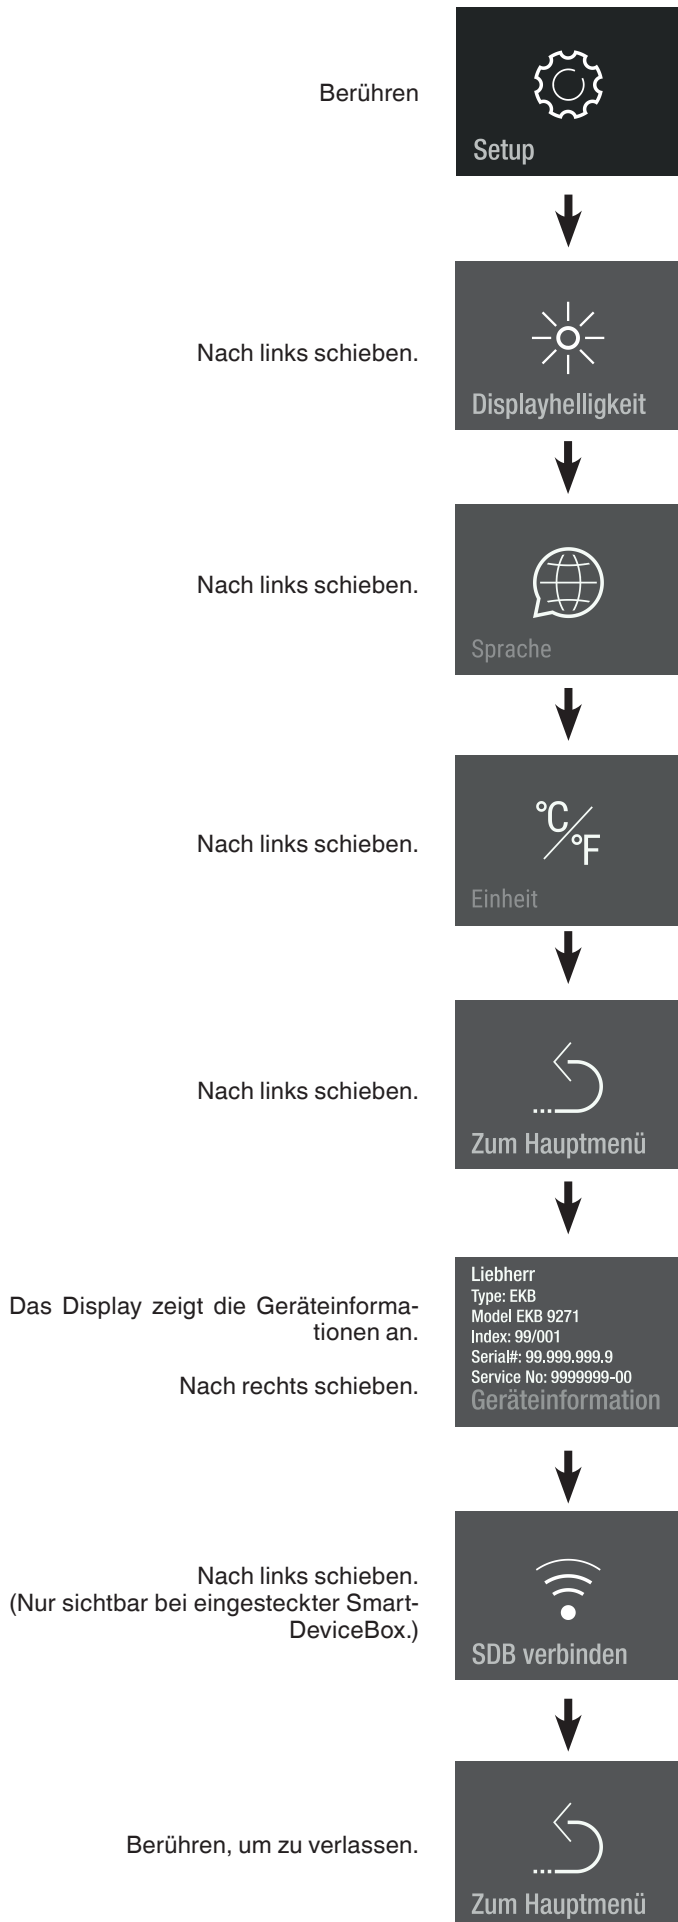 Berühren
Setup
Nach links schieben.
Displayhelligkeit
Nach links schieben.
Sprache
Nach links schieben.
°C/°F
Einheit
Nach links schieben.
Zum Hauptmenü
Das Display zeigt die Geräteinforma-
tionen an.
Nach rechts schieben.
Liebherr
Type: EKB
Model EKB 9271
Index: 99/001
Serial#: 99.999.999.9
Service No: 9999999-00
Geräteinformation
Nach links schieben.
(Nur sichtbar bei eingesteckter Smart-
DeviceBox.)
SDB verbinden
Berühren, um zu verlassen.
Zum Hauptmenü